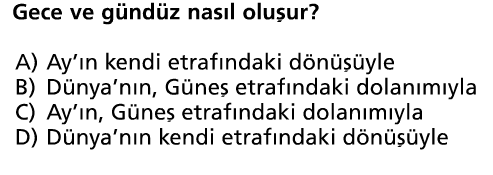 Gece ve gündüz nasıl oluşur?
A) Ay’ın kendi etrafındaki dönüşüyle
B) Dünya’nın, Güneş etrafındaki dolanımıyla
C) Ay’ın, Güneş etrafındaki dolanımıyla
D) Dünya’nın kendi etrafındaki dönüşüyle